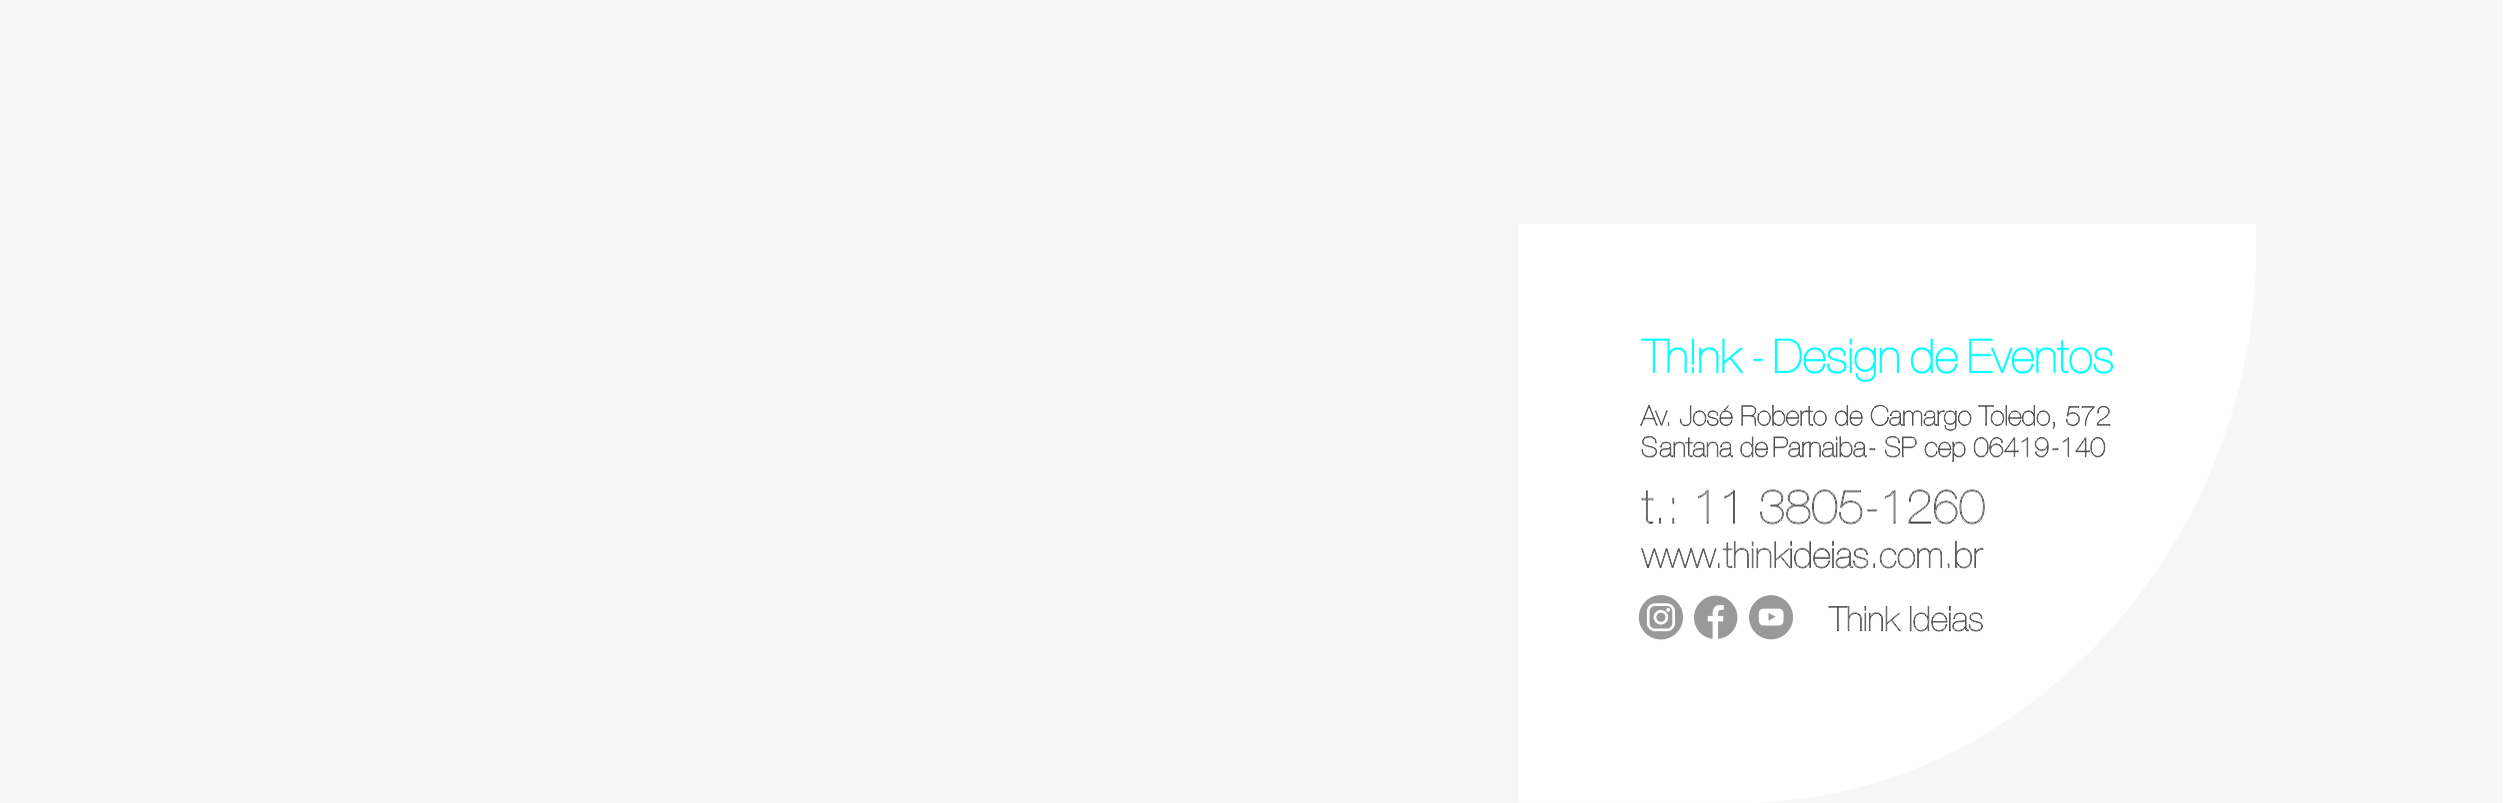 Th!nk - Design de Eventos
Av. José Roberto de Camargo Toledo, 572
Santana de Parnaiba - SP cep 06419-140
t.: 11 3805-1260
www.thinkideias.com.br
Think Ideias